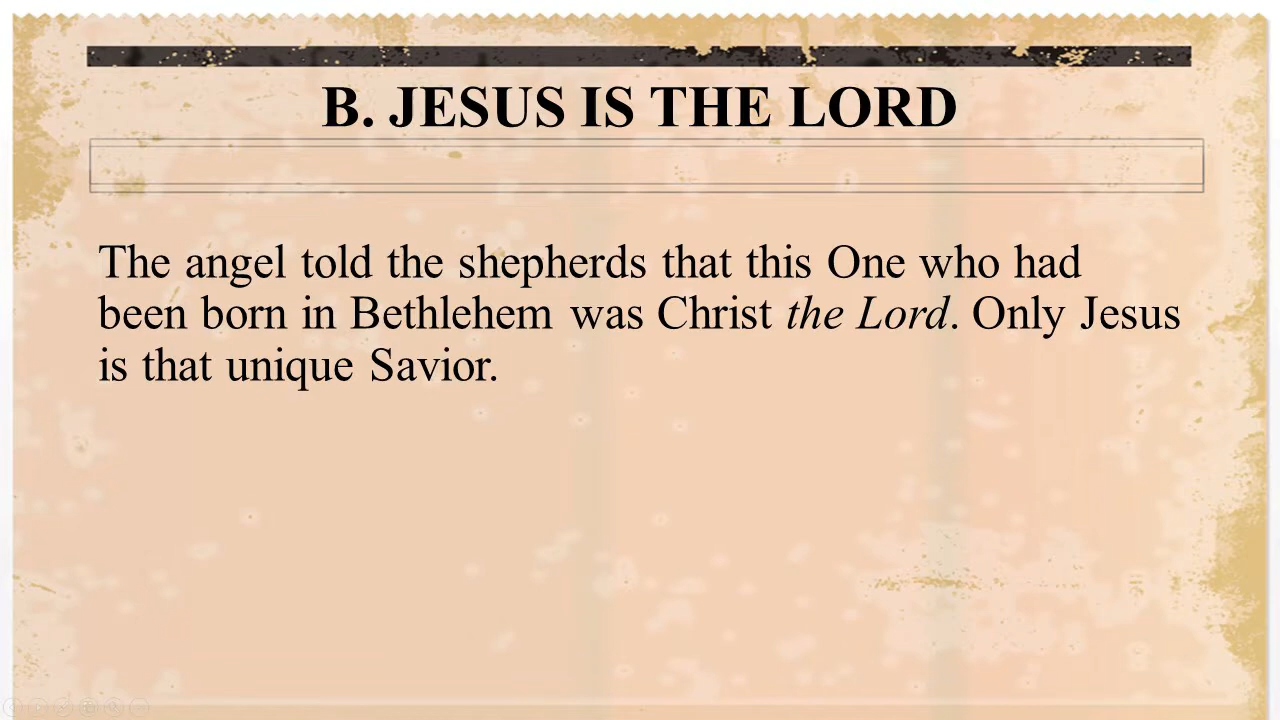 B. JESUS IS THE LORD
The angel told the shepherds that this One who had
been born in Bethlehem was Christ the Lord. Only Jesus
is that unique Savior.